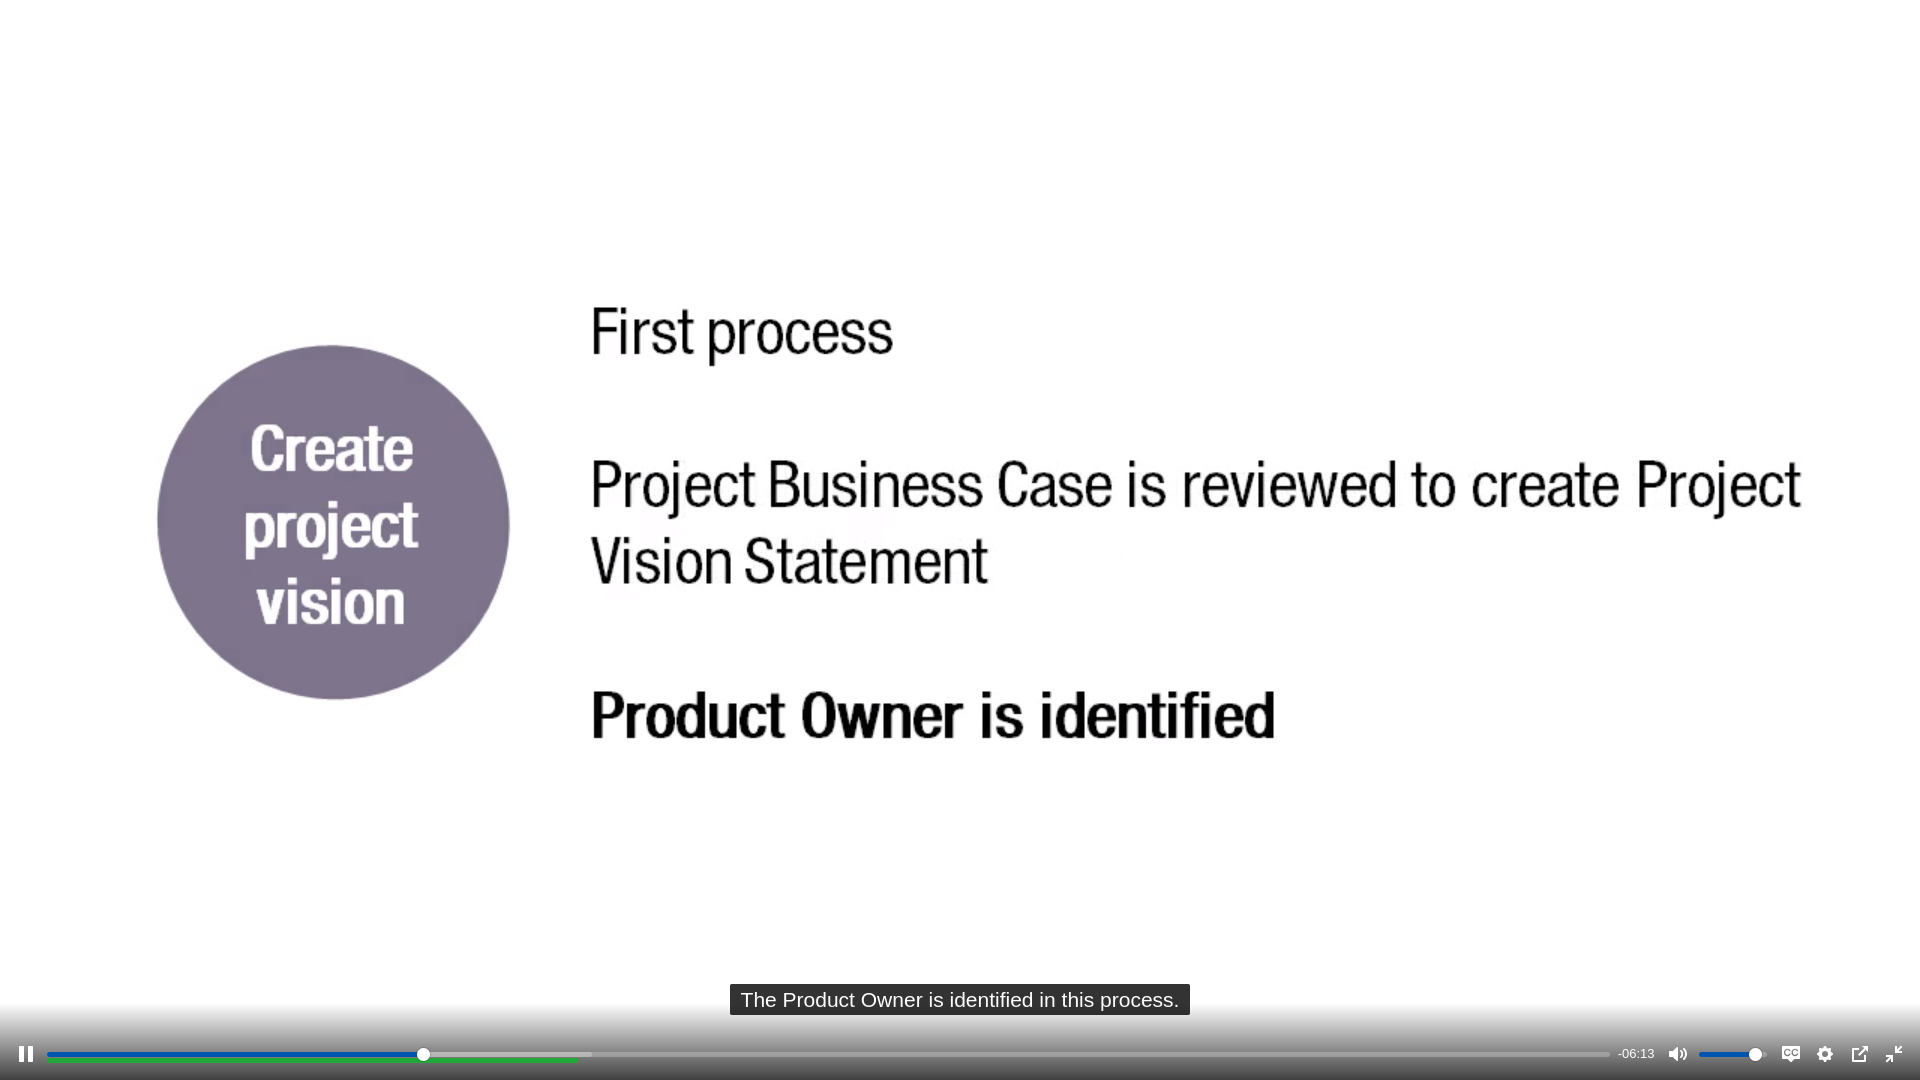 First process
Create
project
vision
Project Business Case is reviewed to create Project
Vision Statement
Product Owner is identified
The Product Owner is identified in this process.
-06:13
CC